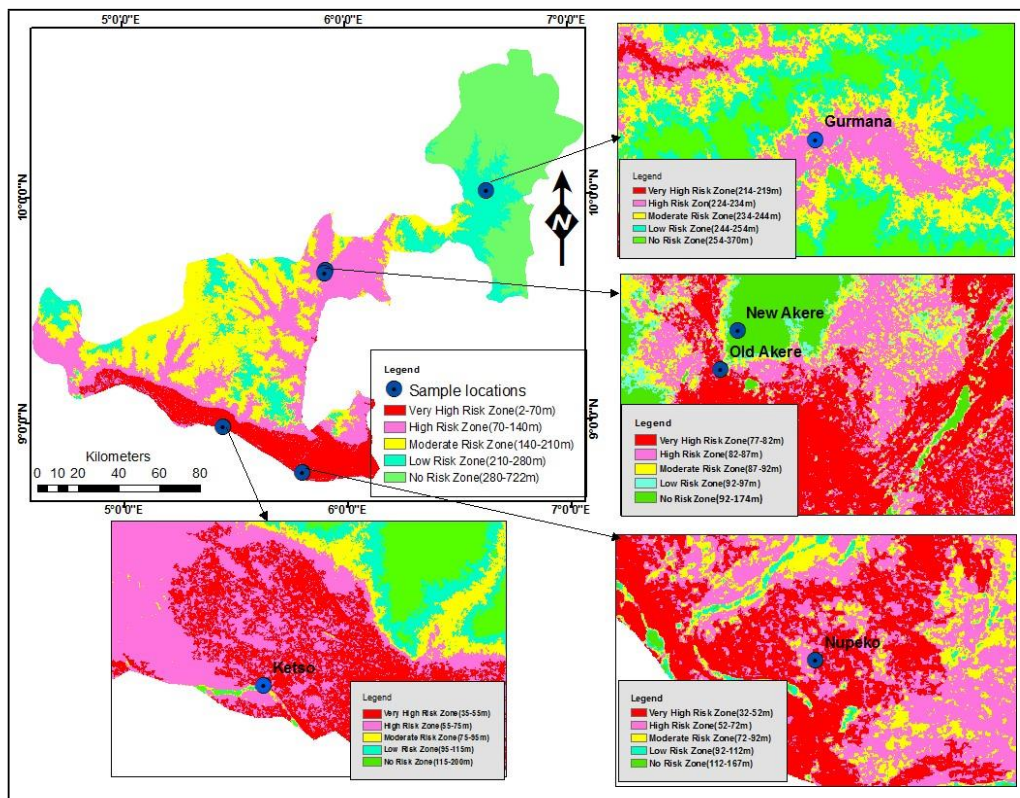 5°0'0"E
6°0'0"E
7°0'0"E
10°0'0"N
9°0'0"N
10°0'0"N
9°0'0"N
N
Legend
Sample locations
Very High Risk Zone(2-70m)
High Risk Zone(70-140m)
Moderate Risk Zone(140-210m)
Low Risk Zone(210-280m)
No Risk Zone(280-722m)
Kilometers
0 10 20 40 60 80
5°0'0"E
6°0'0"E
7°0'0"E
Gurmana
Legend
Very High Risk Zone(214-219m)
High Risk Zon(224-234m)
Moderate Risk Zone(234-244m)
Low Risk Zone(244-254m)
No Risk Zone(254-370m)
New Akere
Old Akere
Legend
Very High Risk Zone(77-82m)
High Risk Zone(82-87m)
Moderate Risk Zone(87-92m)
Low Risk Zone(92-97m)
No Risk Zone(92-174m)
Ketso
Legend
Very High Risk Zone(35-55m)
High Risk Zone(55-75m)
Moderate Risk Zone(75-95m)
Low Risk Zone(95-115m)
No Risk Zone(115-200m)
Nupeko
Legend
Very High Risk Zone(32-52m)
High Risk Zone(52-72m)
Moderate Risk Zone(72-92m)
Low Risk Zone(92-112m)
No Risk Zone(112-167m)